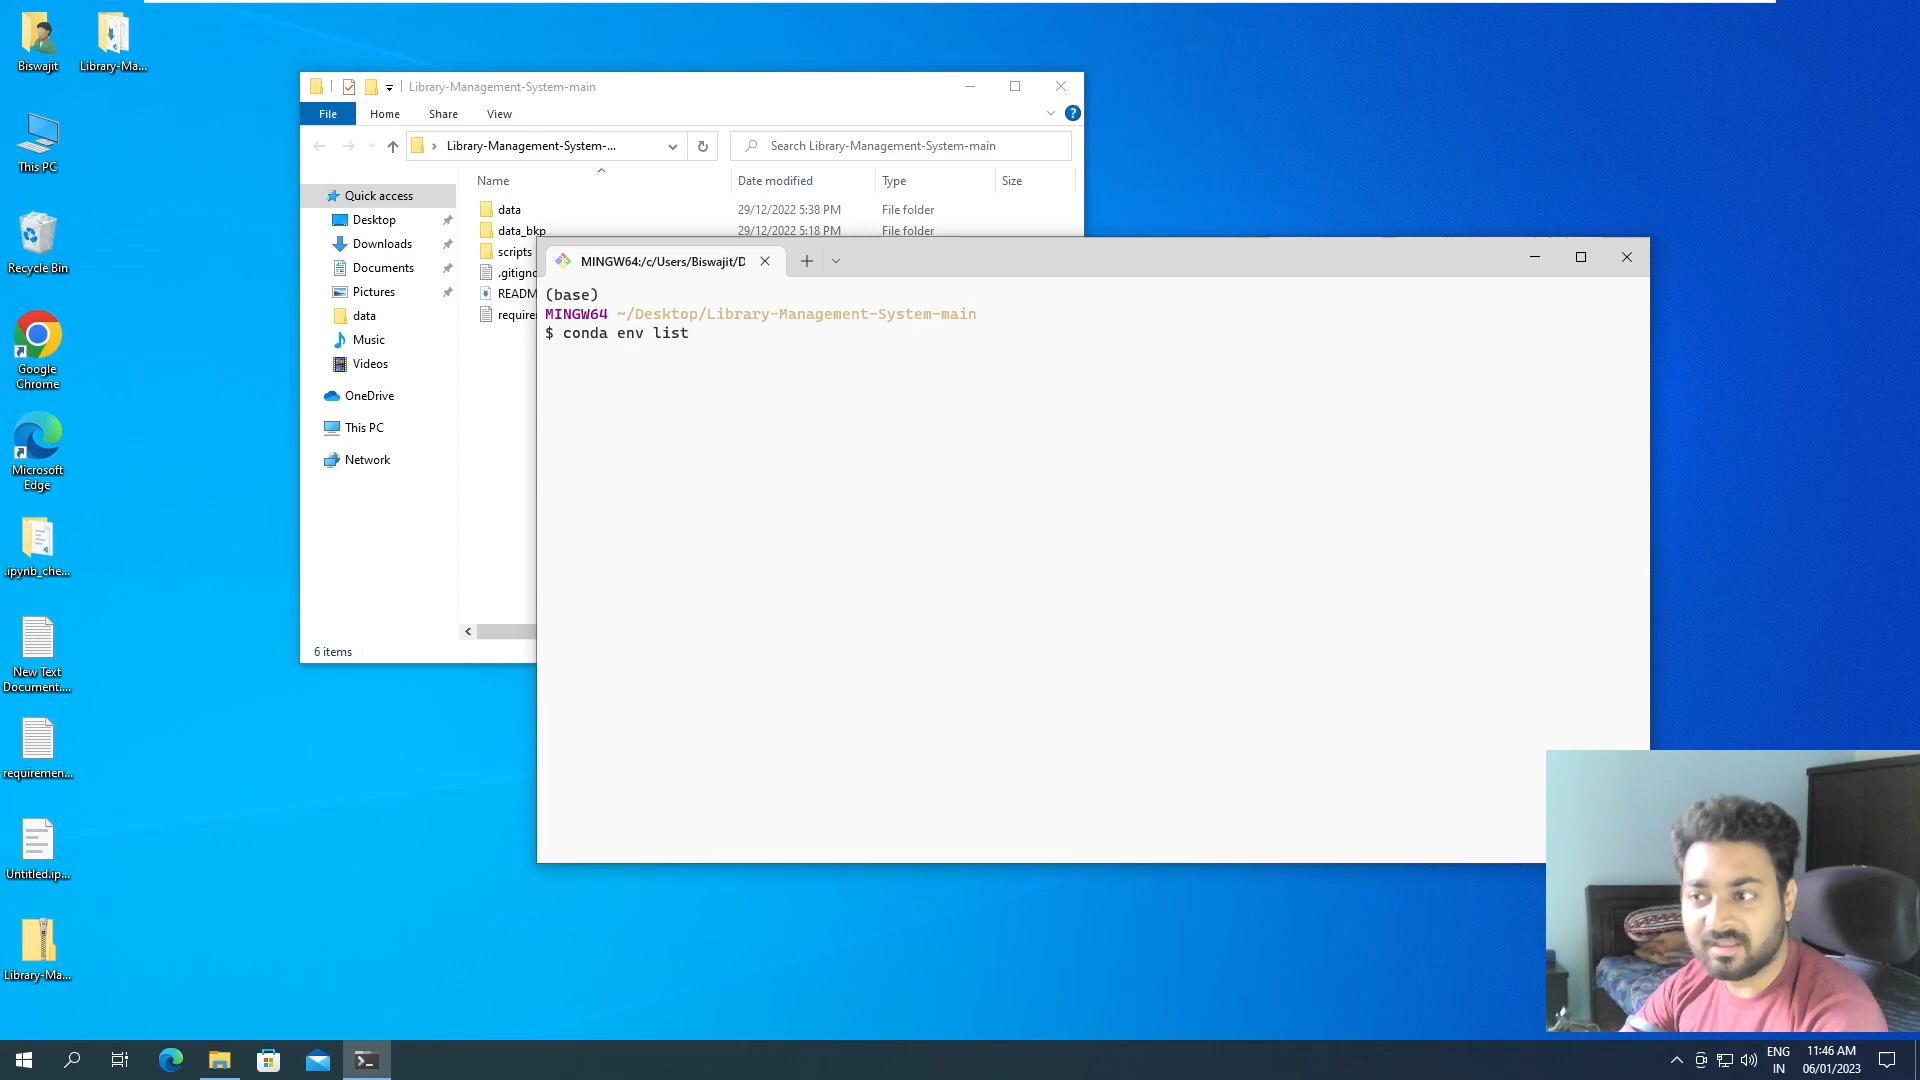 Biswajit
Library-Ma...
This PC
Recycle Bin
Google
Chrome
Microsoft
Edge
.ipynb_che...
New Text
Document....
requiremen...
Untitled.ip...
Library-Ma...
Library-Management-System-main
File
Home
Share
View
?
Library-Management-System-...
Search Library-Management-System-main
Name
Date modified
Type
Size
Quick access
Desktop
Downloads
Documents
Pictures
data
Music
Videos
OneDrive
This PC
Network
data 29/12/2022 5:38 PM File folder
data_bkp 29/12/2022 5:18 PM File folder
scripts
.gitigno
READM
require
6 items
MINGW64:/c/Users/Biswajit/D
(base)
MINGW64 ~/Desktop/Library-Management-System-main
$ conda env list
ENG
IN
11:46 AM
06/01/2023